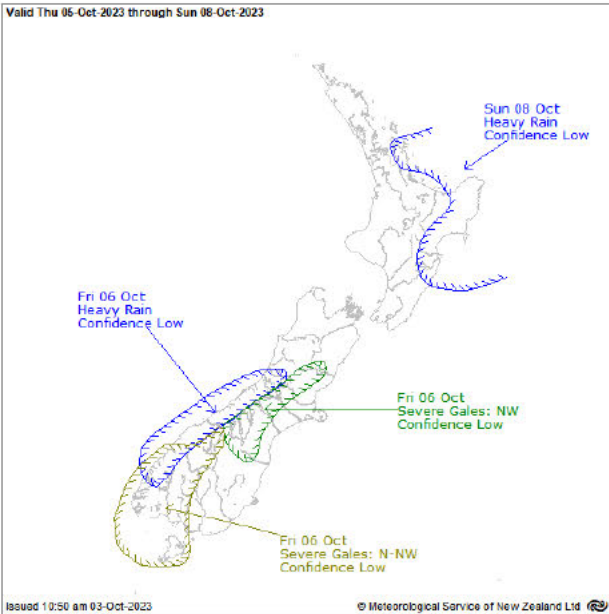 Valid Thu 05-Oct-2023 through Sun 08-Oct-2023
Sun 08 Oct
Heavy Rain
Confidence Low
Fri 06 Oct
Heavy Rain
Confidence Low
Fri 06 Oct
Severe Gales: NW
Confidence Low
Fri 06 Oct
Severe Gales: N-NW
Confidence Low
Issued 10:50 am 03-Oct-2023
© Meteorological Service of New Zealand Ltd